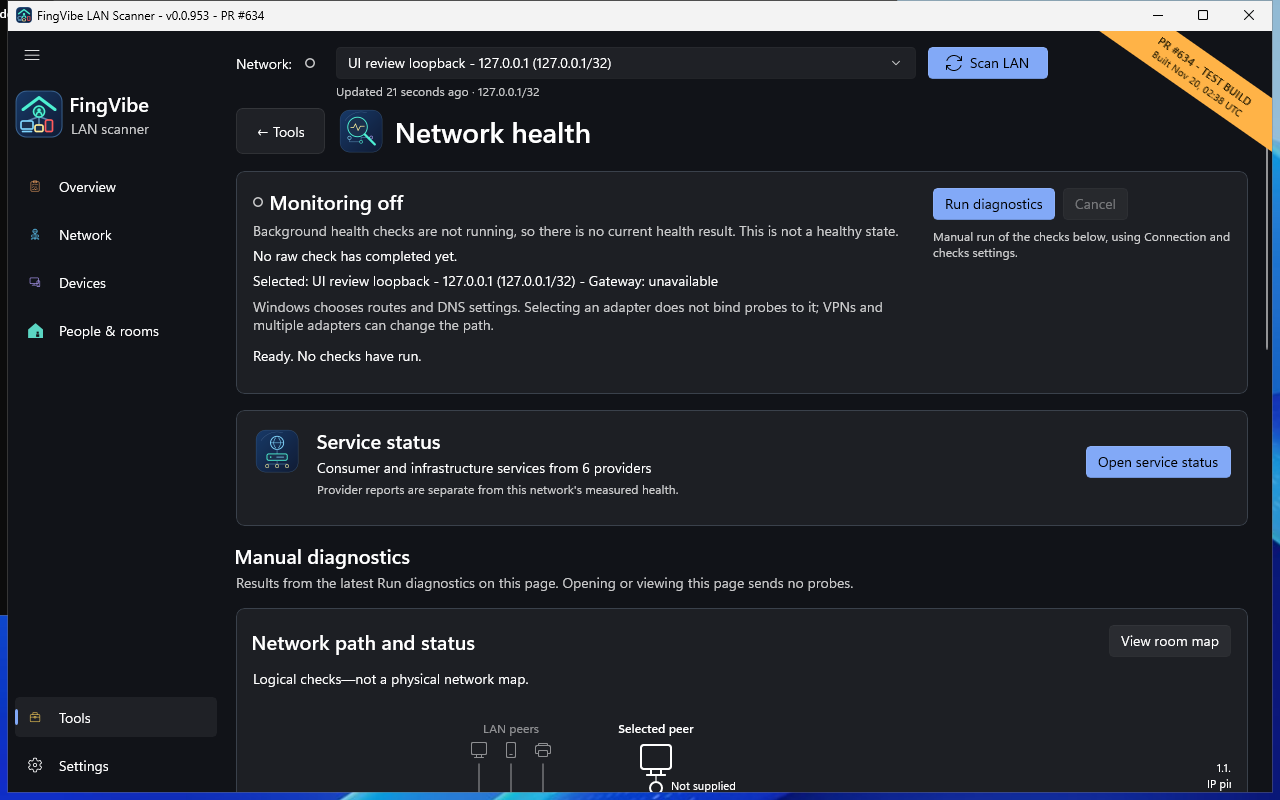 FingVibe LAN Scanner - v0.0.953 - PR #634
Network:
UI review loopback - 127.0.0.1 (127.0.0.1/32)
Scan LAN
Updated 21 seconds ago · 127.0.0.1/32
PR #634 - TEST BUILD
Built Nov 20, 02:38 UTC
FingVibe
LAN scanner
Overview
Network
Devices
People & rooms
Tools
Settings
← Tools
Network health
Monitoring off
Background health checks are not running, so there is no current health result. This is not a healthy state.
No raw check has completed yet.
Selected: UI review loopback - 127.0.0.1 (127.0.0.1/32) - Gateway: unavailable
Windows chooses routes and DNS settings. Selecting an adapter does not bind probes to it; VPNs and
multiple adapters can change the path.
Ready. No checks have run.
Run diagnostics
Cancel
Manual run of the checks below, using Connection and
checks settings.
Service status
Consumer and infrastructure services from 6 providers
Provider reports are separate from this network's measured health.
Open service status
Manual diagnostics
Results from the latest Run diagnostics on this page. Opening or viewing this page sends no probes.
Network path and status
View room map
Logical checks—not a physical network map.
LAN peers
Selected peer
Not supplied
1.1.
IP pi